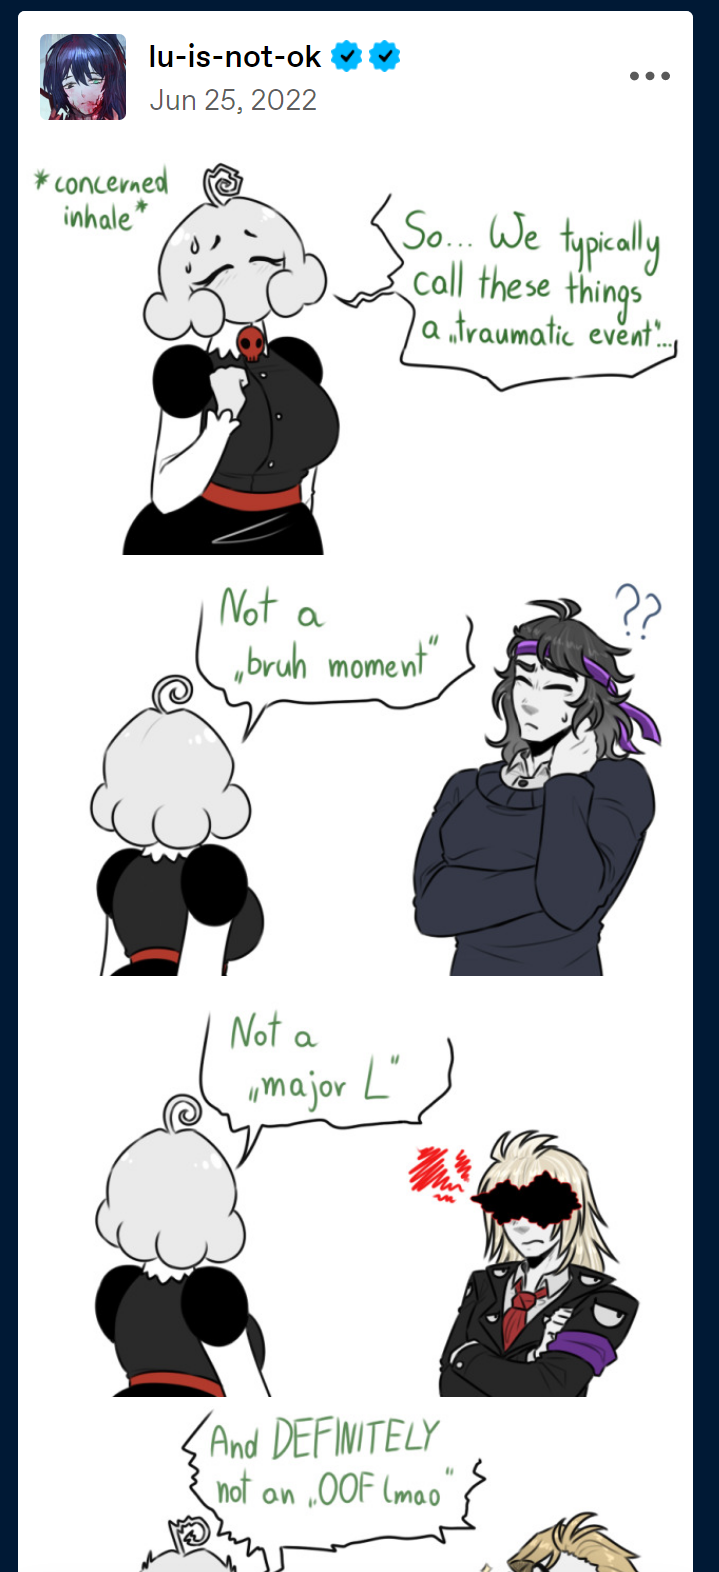 lu-is-not-ok
Jun 25, 2022
*concerned
inhale*
So... We typically
call these things
a „traumatic event"...
Not a
„bruh moment"
??
Not a
„major L"
And DEFINITELY
not an „OOF lmao"